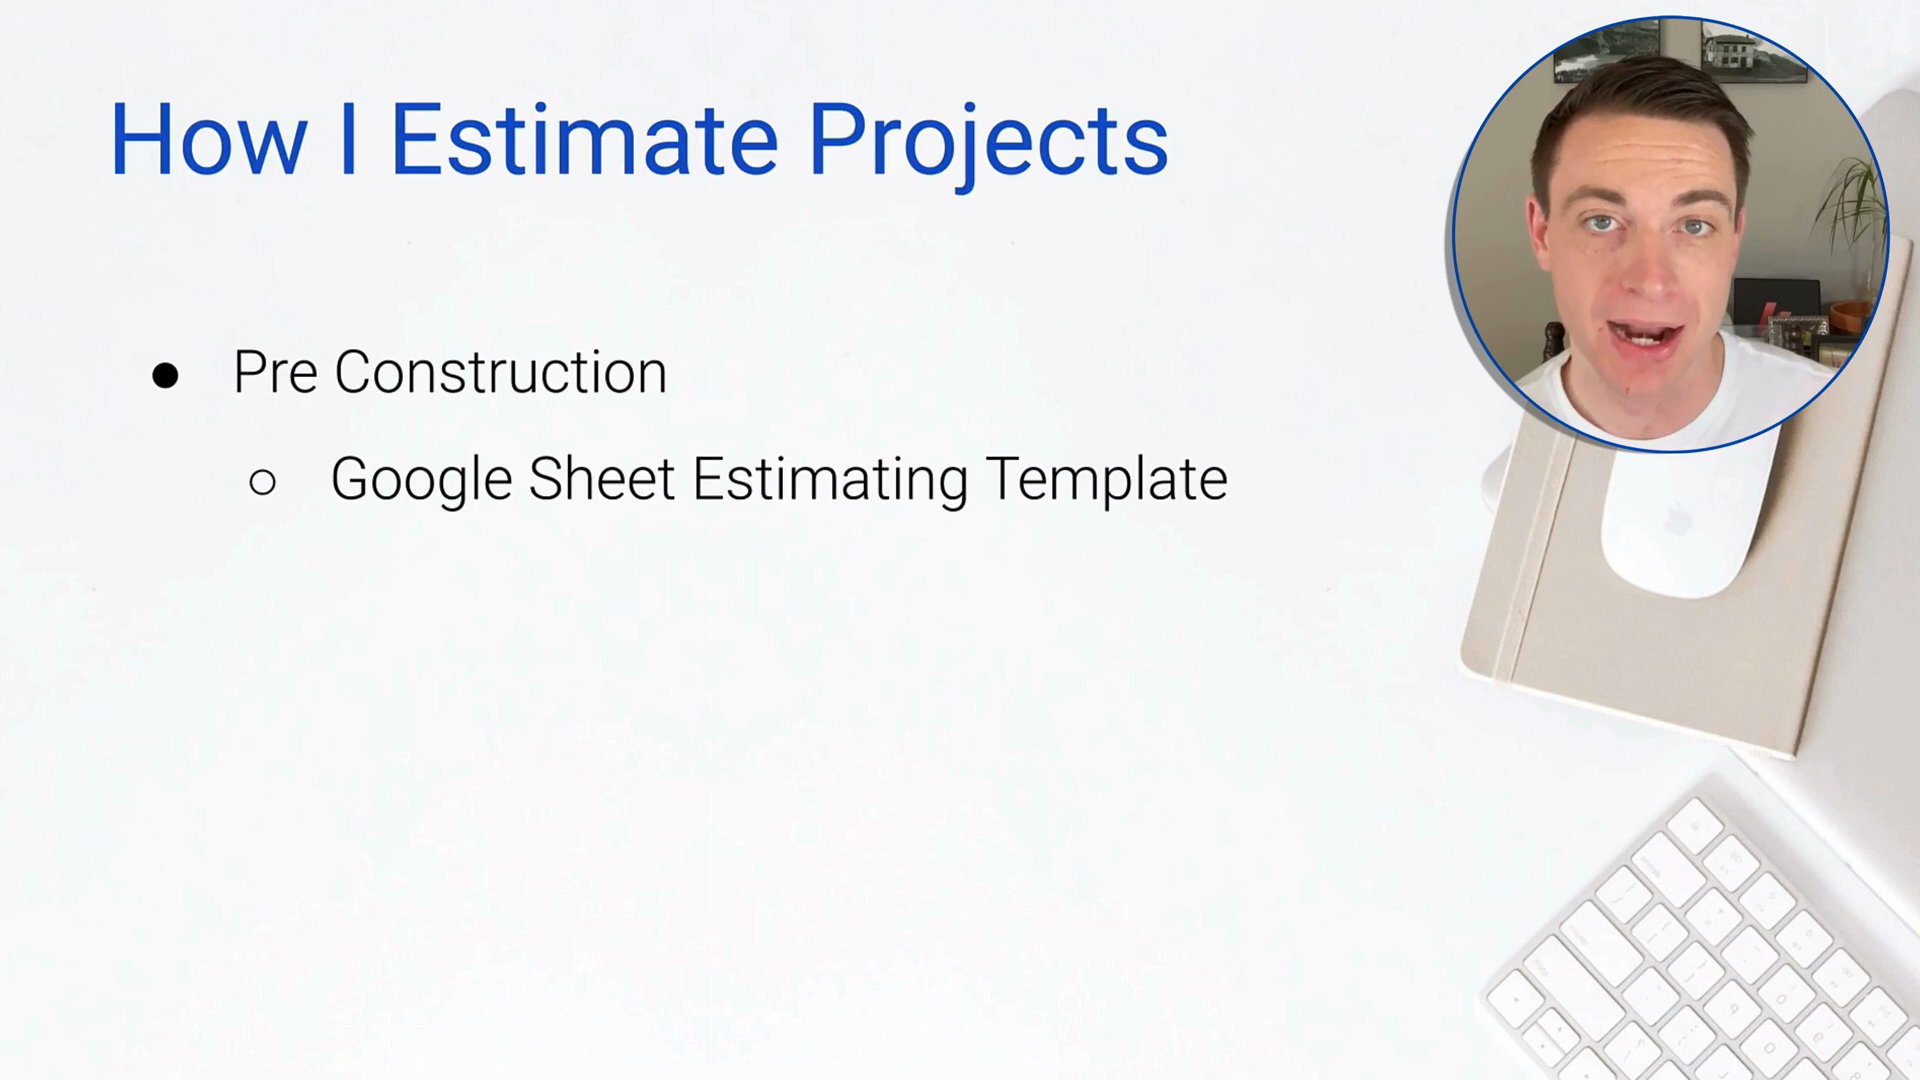 How I Estimate Projects
● Pre Construction
○ Google Sheet Estimating Template